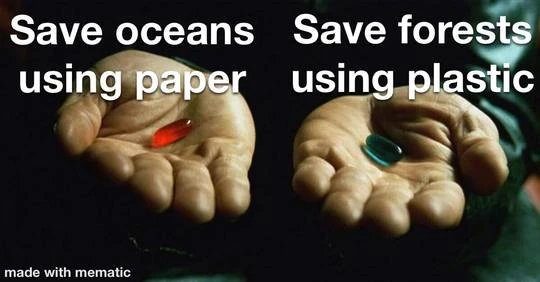 Save oceans
using paper
Save forests
using plastic
made with mematic